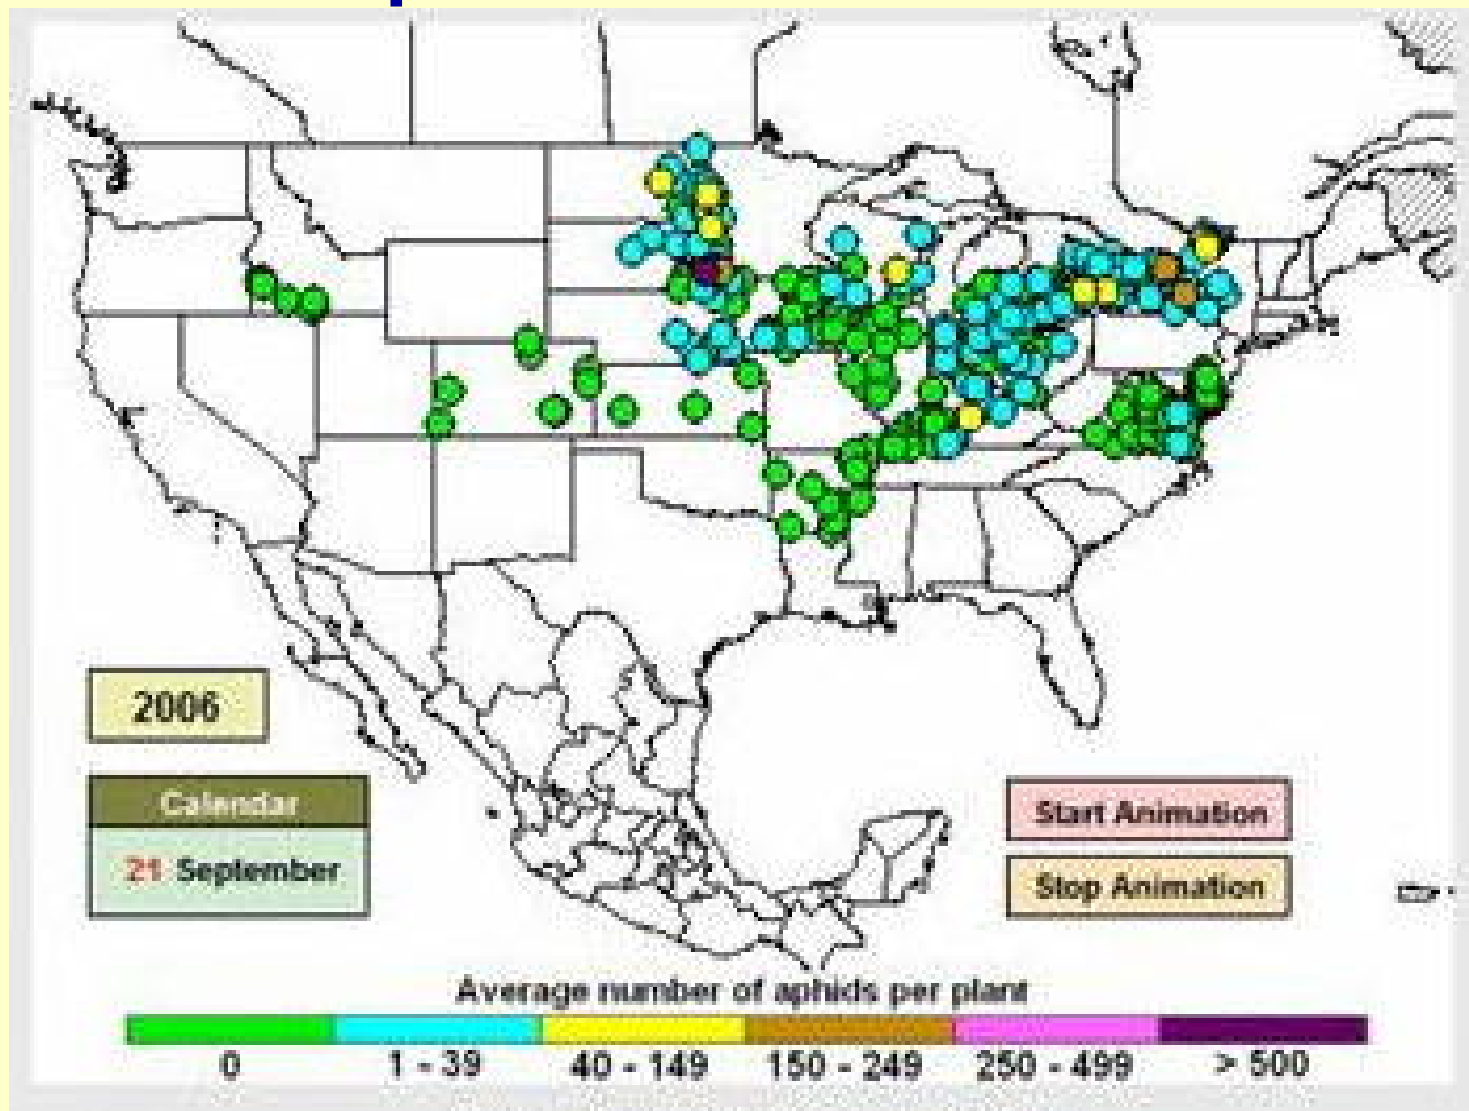 2006
Calendar
21 September
Start Animation
Stop Animation
Average number of aphids per plant
0 1 - 39 40 - 149 150 - 249 250 - 499 > 500